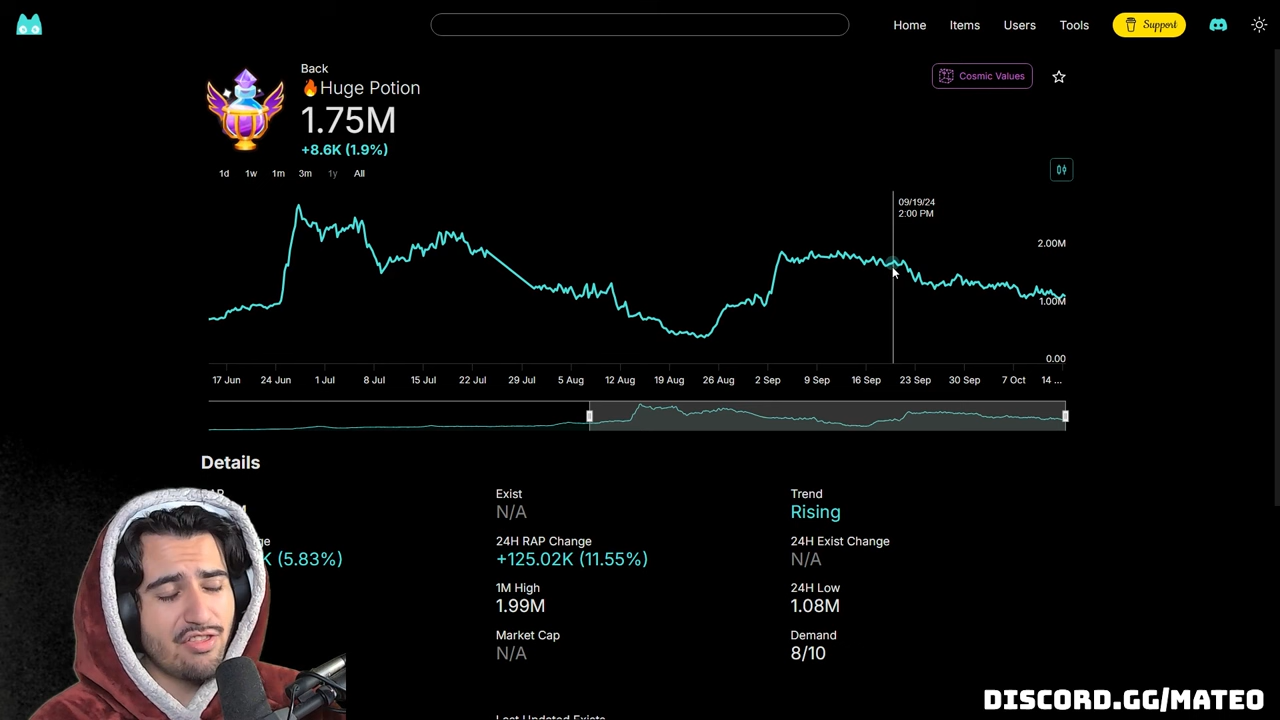 Home
Items
Users
Tools
Support
Back
🔥Huge Potion
1.75M
+8.6K (1.9%)
Cosmic Values
1d
1w
1m
3m
1y
All
09/19/24
2:00 PM
2.00M
1.00M
0.00
17 Jun
24 Jun
1 Jul
8 Jul
15 Jul
22 Jul
29 Jul
5 Aug
12 Aug
19 Aug
26 Aug
2 Sep
9 Sep
16 Sep
23 Sep
30 Sep
7 Oct
14 ...
Details
Exist
N/A
Trend
Rising
K (5.83%)
24H RAP Change
+125.02K (11.55%)
24H Exist Change
N/A
1M High
1.99M
24H Low
1.08M
Market Cap
N/A
Demand
8/10
Last Updated Exists
DISCORD.GG/MATEO